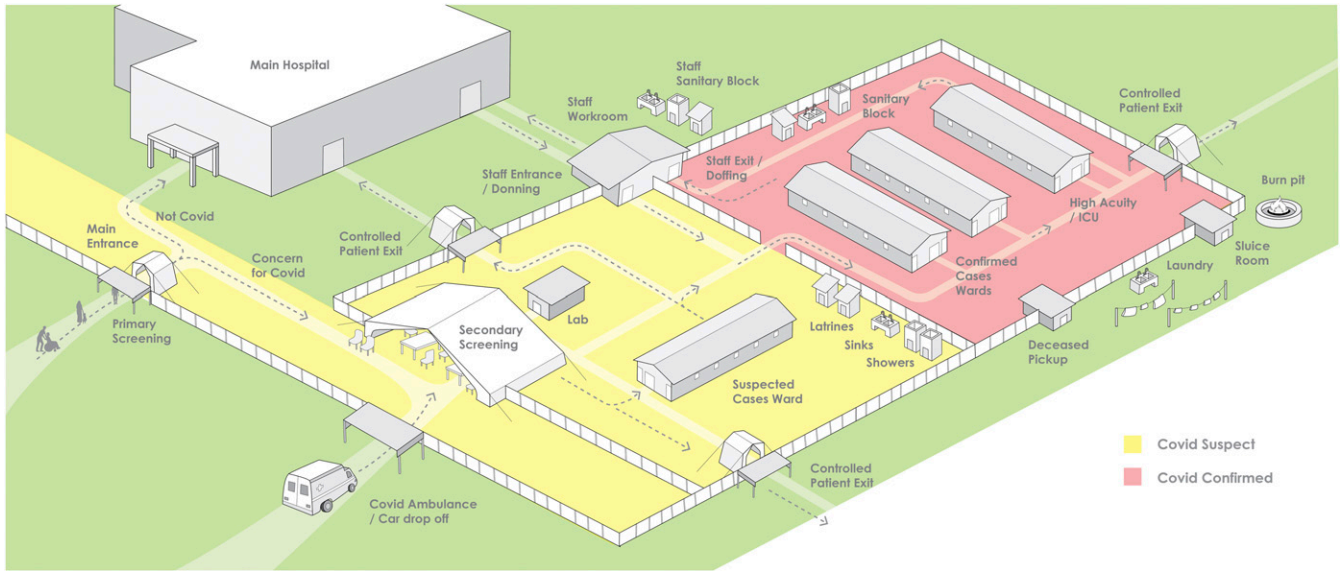 Main Hospital
Staff
Sanitary Block
Staff
Workroom
Sanitary
Block
Controlled
Patient Exit
Staff Entrance
/ Donning
Staff Exit /
Doffing
High Acuity
/ ICU
Burn pit
Not Covid
Main
Entrance
Controlled
Patient Exit
Sluice
Room
Concern
for Covid
Confirmed
Cases
Wards
Laundry
Primary
Screening
Secondary
Screening
Lab
Latrines
Sinks
Showers
Deceased
Pickup
Suspected
Cases Ward
Covid Suspect
Covid Confirmed
Controlled
Patient Exit
Covid Ambulance
/ Car drop off